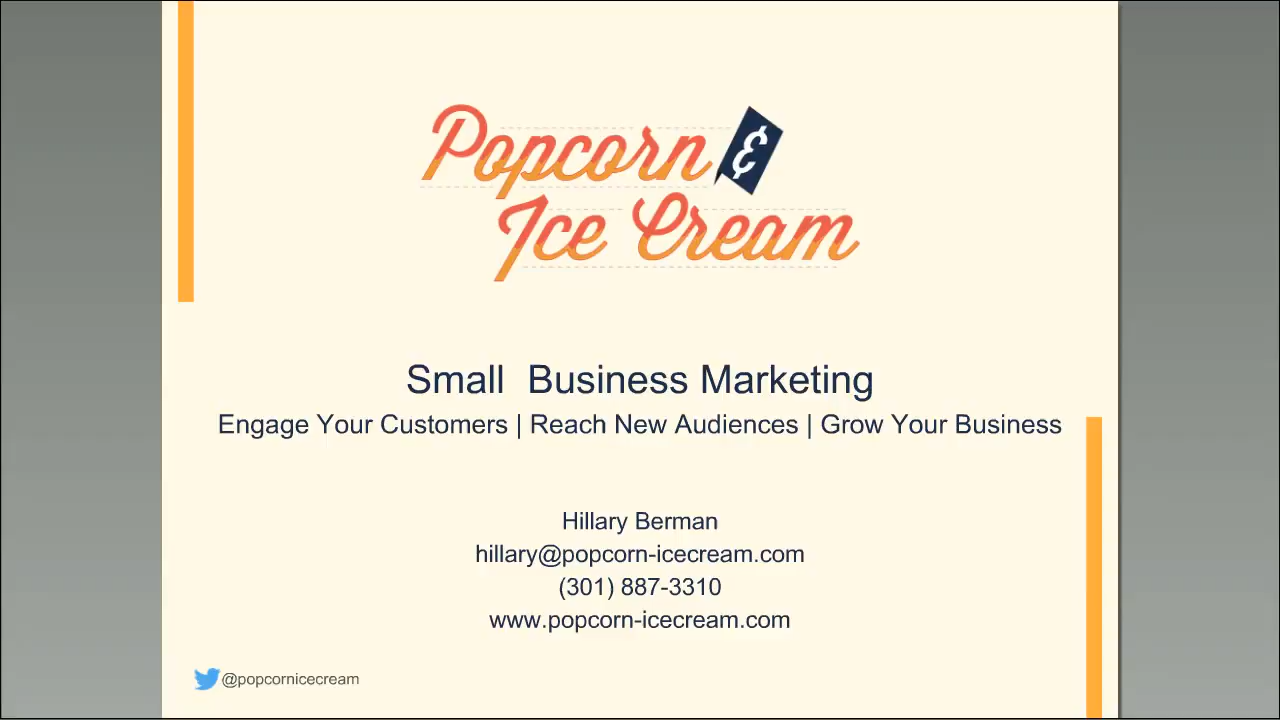 Popcorn &
Ice Cream
Small Business Marketing
Engage Your Customers | Reach New Audiences | Grow Your Business
Hillary Berman
hillary@popcorn-icecream.com
(301) 887-3310
www.popcorn-icecream.com
@popcornicecream